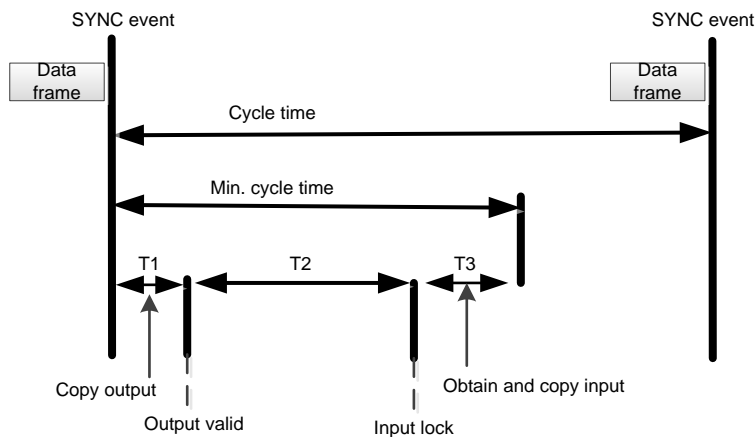 SYNC event
SYNC event
Data
frame
Data
frame
Cycle time
Min. cycle time
T1
T2
T3
Copy output
Obtain and copy input
Output valid
Input lock